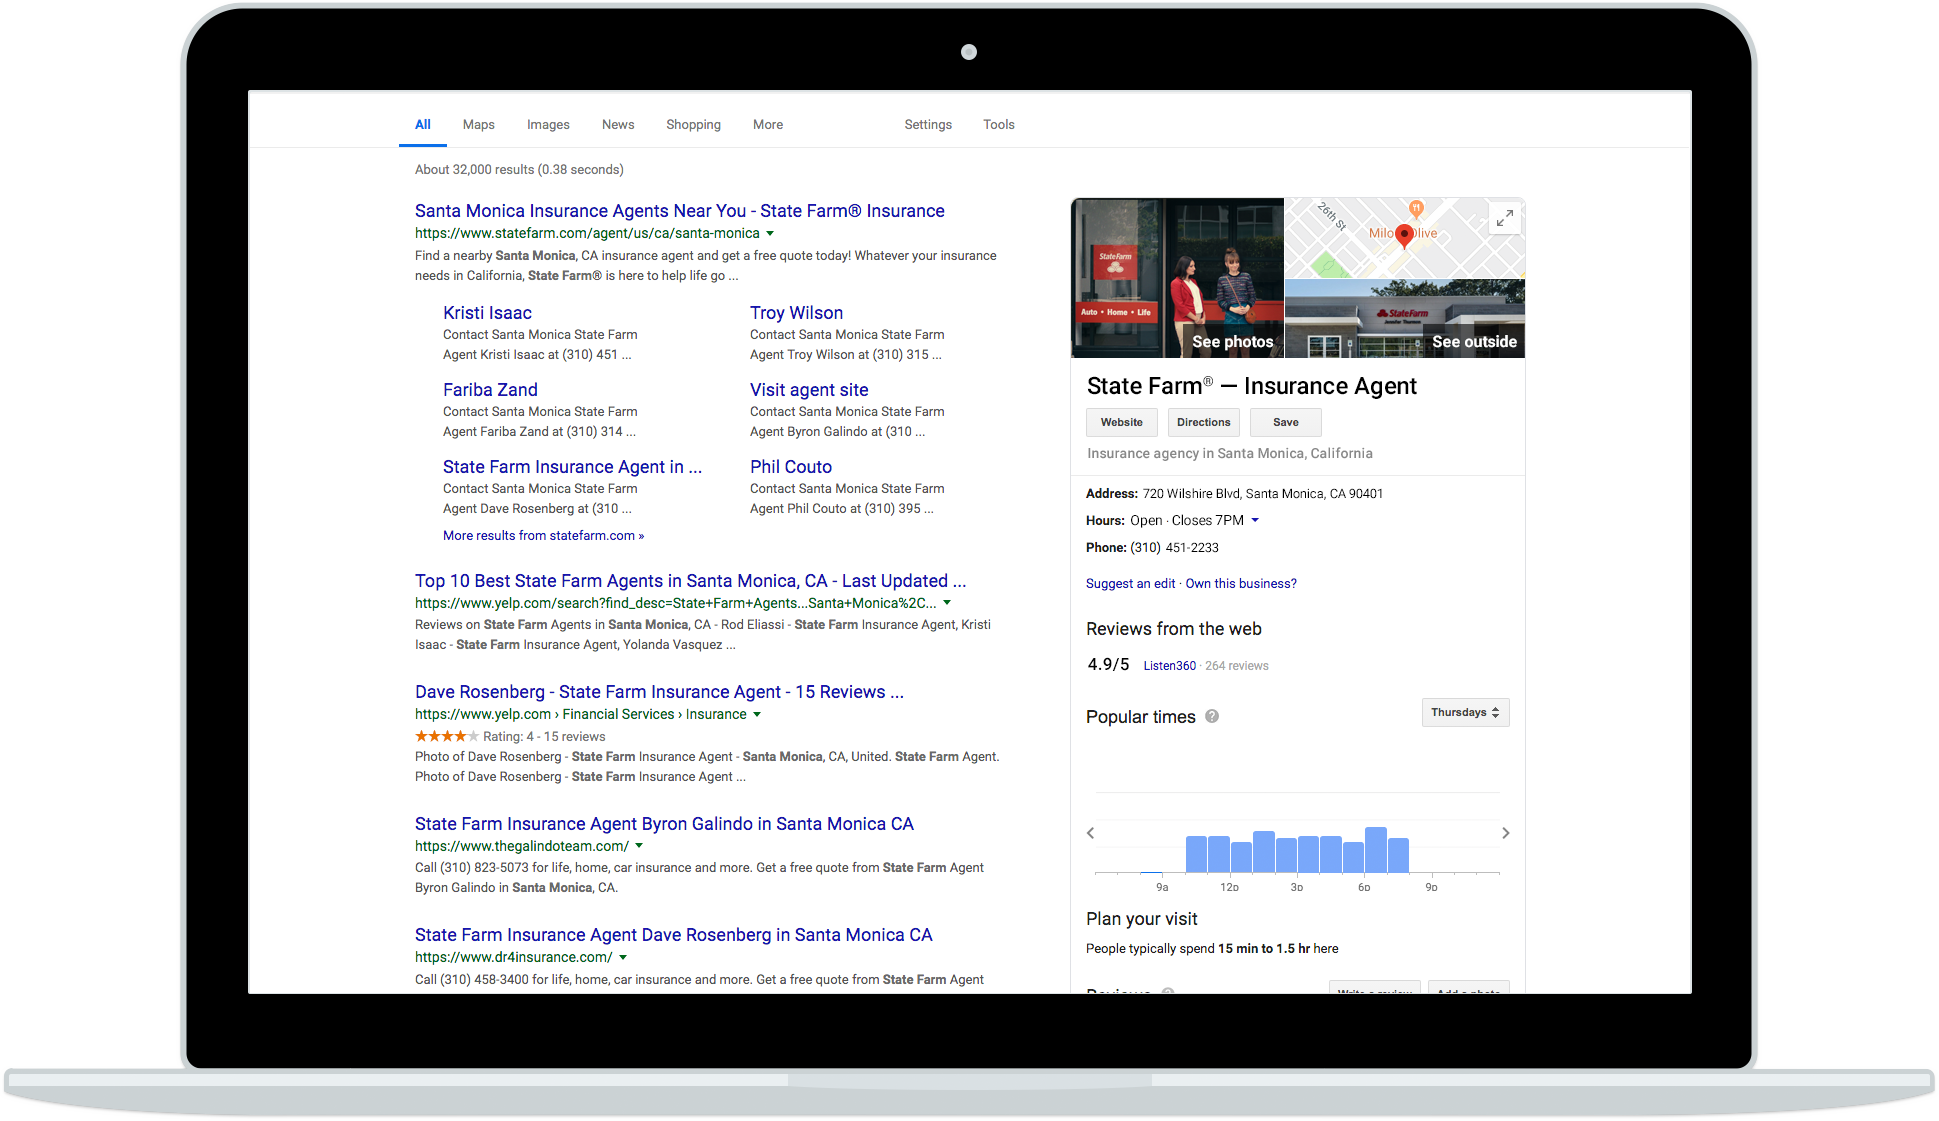 All Maps Images News Shopping More Settings Tools
About 32,000 results (0.38 seconds)
Santa Monica Insurance Agents Near You - State Farm® Insurance
https://www.statefarm.com/agent/us/ca/santa-monica
Find a nearby Santa Monica, CA insurance agent and get a free quote today! Whatever your insurance
needs in California, State Farm® is here to help life go ...
Kristi Isaac
Contact Santa Monica State Farm
Agent Kristi Isaac at (310) 451 ...
Troy Wilson
Contact Santa Monica State Farm
Agent Troy Wilson at (310) 315 ...
Fariba Zand
Contact Santa Monica State Farm
Agent Fariba Zand at (310) 314 ...
Visit agent site
Contact Santa Monica State Farm
Agent Byron Galindo at (310 ...
State Farm Insurance Agent in ...
Contact Santa Monica State Farm
Agent Dave Rosenberg at (310 ...
Phil Couto
Contact Santa Monica State Farm
Agent Phil Couto at (310) 395 ...
More results from statefarm.com »
Top 10 Best State Farm Agents in Santa Monica, CA - Last Updated ...
https://www.yelp.com/search?find_desc=State+Farm+Agents...Santa+Monica%2C...
Reviews on State Farm Agents in Santa Monica, CA - Rod Eliassi - State Farm Insurance Agent, Kristi
Isaac - State Farm Insurance Agent, Yolanda Vasquez ...
Dave Rosenberg - State Farm Insurance Agent - 15 Reviews ...
https://www.yelp.com › Financial Services › Insurance
Rating: 4 - 15 reviews
Photo of Dave Rosenberg - State Farm Insurance Agent - Santa Monica, CA, United. State Farm Agent.
Photo of Dave Rosenberg - State Farm Insurance Agent ...
State Farm Insurance Agent Byron Galindo in Santa Monica CA
https://www.thegalindoteam.com/
Call (310) 823-5073 for life, home, car insurance and more. Get a free quote from State Farm Agent
Byron Galindo in Santa Monica, CA.
State Farm Insurance Agent Dave Rosenberg in Santa Monica CA
https://www.dr4insurance.com/
Call (310) 458-3400 for life, home, car insurance and more. Get a free quote from State Farm Agent
StateFarm
Auto • Home • Life
See photos
26th St
Milo Olive
StateFarm
See outside
State Farm® — Insurance Agent
Website Directions Save
Insurance agency in Santa Monica, California
Address: 720 Wilshire Blvd, Santa Monica, CA 90401
Hours: Open · Closes 7PM
Phone: (310) 451-2233
Suggest an edit · Own this business?
Reviews from the web
4.9/5 Listen360 · 264 reviews
Popular times
Thursdays
9a 12p 3p 6p 9p
Plan your visit
People typically spend 15 min to 1.5 hr here
Reviews Write a review Add a photo